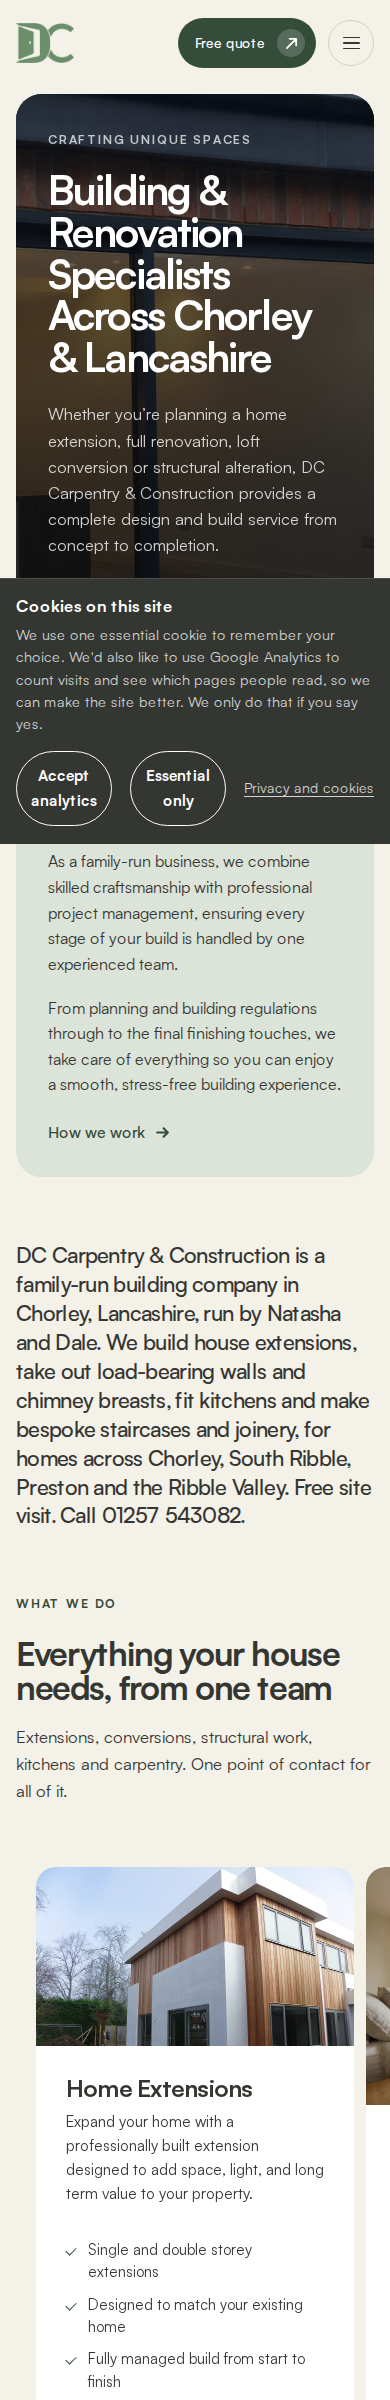 DC
Free quote
CRAFTING UNIQUE SPACES
Building &
Renovation
Specialists
Across Chorley
& Lancashire
Whether you’re planning a home
extension, full renovation, loft
conversion or structural alteration, DC
Carpentry & Construction provides a
complete design and build service from
concept to completion.
Cookies on this site
We use one essential cookie to remember your
choice. We'd also like to use Google Analytics to
count visits and see which pages people read, so we
can make the site better. We only do that if you say
yes.
Accept
analytics
Essential
only
Privacy and cookies
As a family-run business, we combine
skilled craftsmanship with professional
project management, ensuring every
stage of your build is handled by one
experienced team.
From planning and building regulations
through to the final finishing touches, we
take care of everything so you can enjoy
a smooth, stress-free building experience.
How we work
DC Carpentry & Construction is a
family-run building company in
Chorley, Lancashire, run by Natasha
and Dale. We build house extensions,
take out load-bearing walls and
chimney breasts, fit kitchens and make
bespoke staircases and joinery, for
homes across Chorley, South Ribble,
Preston and the Ribble Valley. Free site
visit. Call 01257 543082.
WHAT WE DO
Everything your house
needs, from one team
Extensions, conversions, structural work,
kitchens and carpentry. One point of contact for
all of it.
Home Extensions
Expand your home with a
professionally built extension
designed to add space, light, and long
term value to your property.
Single and double storey
extensions
Designed to match your existing
home
Fully managed build from start to
finish